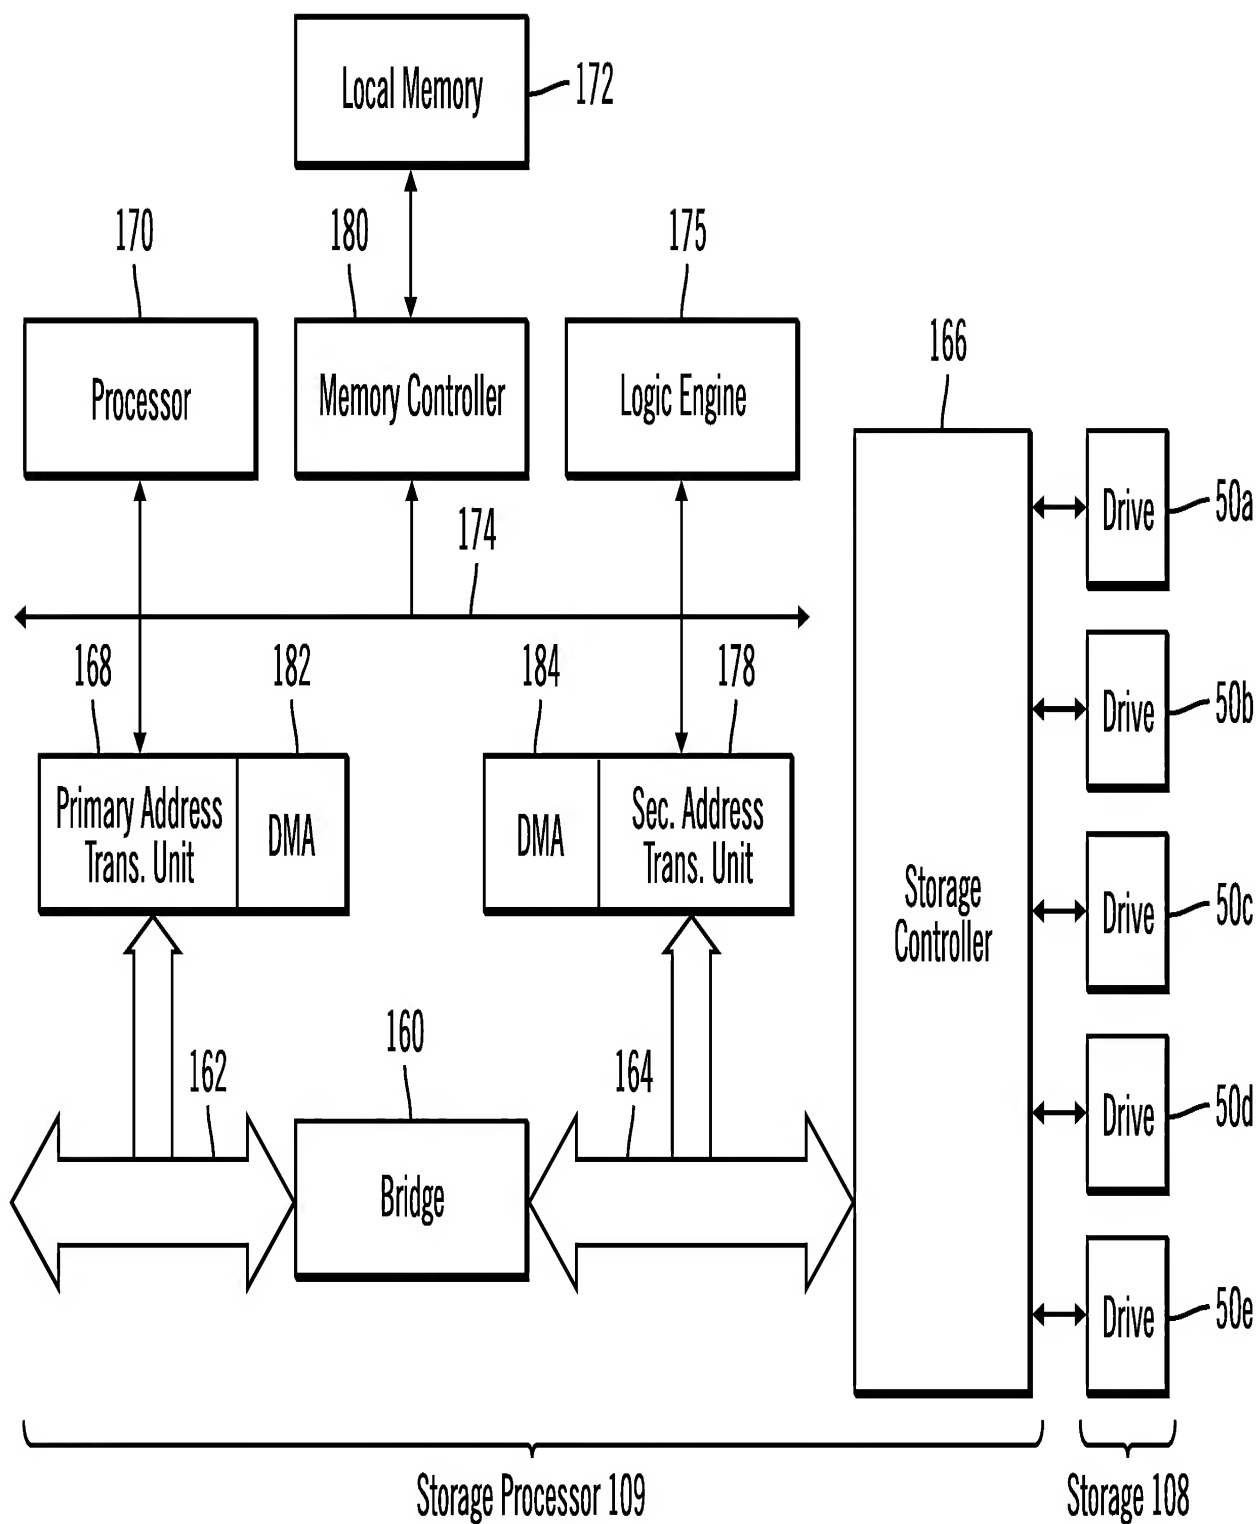 Local Memory
172
170
180
175
Processor
Memory Controller
Logic Engine
166
174
Drive
50a
168
182
184
178
Drive
50b
Primary Address
Trans. Unit
DMA
DMA
Sec. Address
Trans. Unit
Storage
Controller
Drive
50c
162
160
164
Drive
50d
Bridge
Drive
50e
Storage Processor 109
Storage 108